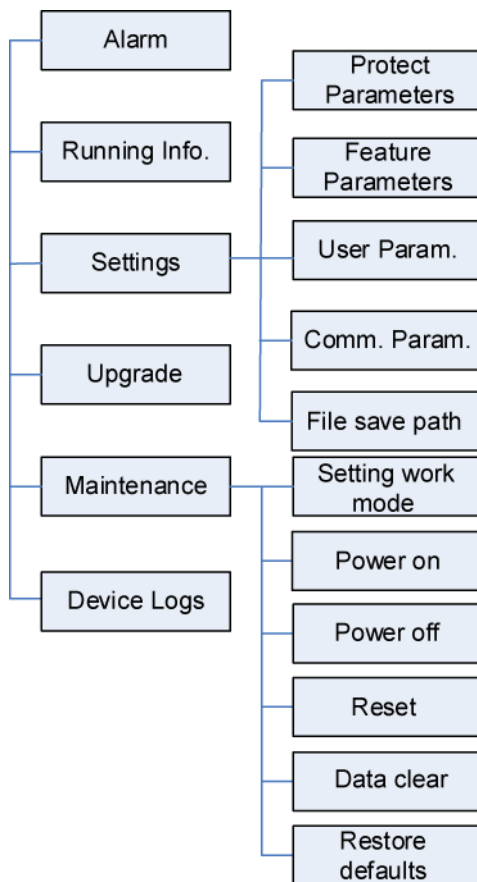 Alarm
Running Info.
Settings
Upgrade
Maintenance
Device Logs
Protect
Parameters
Feature
Parameters
User Param.
Comm. Param.
File save path
Setting work
mode
Power on
Power off
Reset
Data clear
Restore
defaults